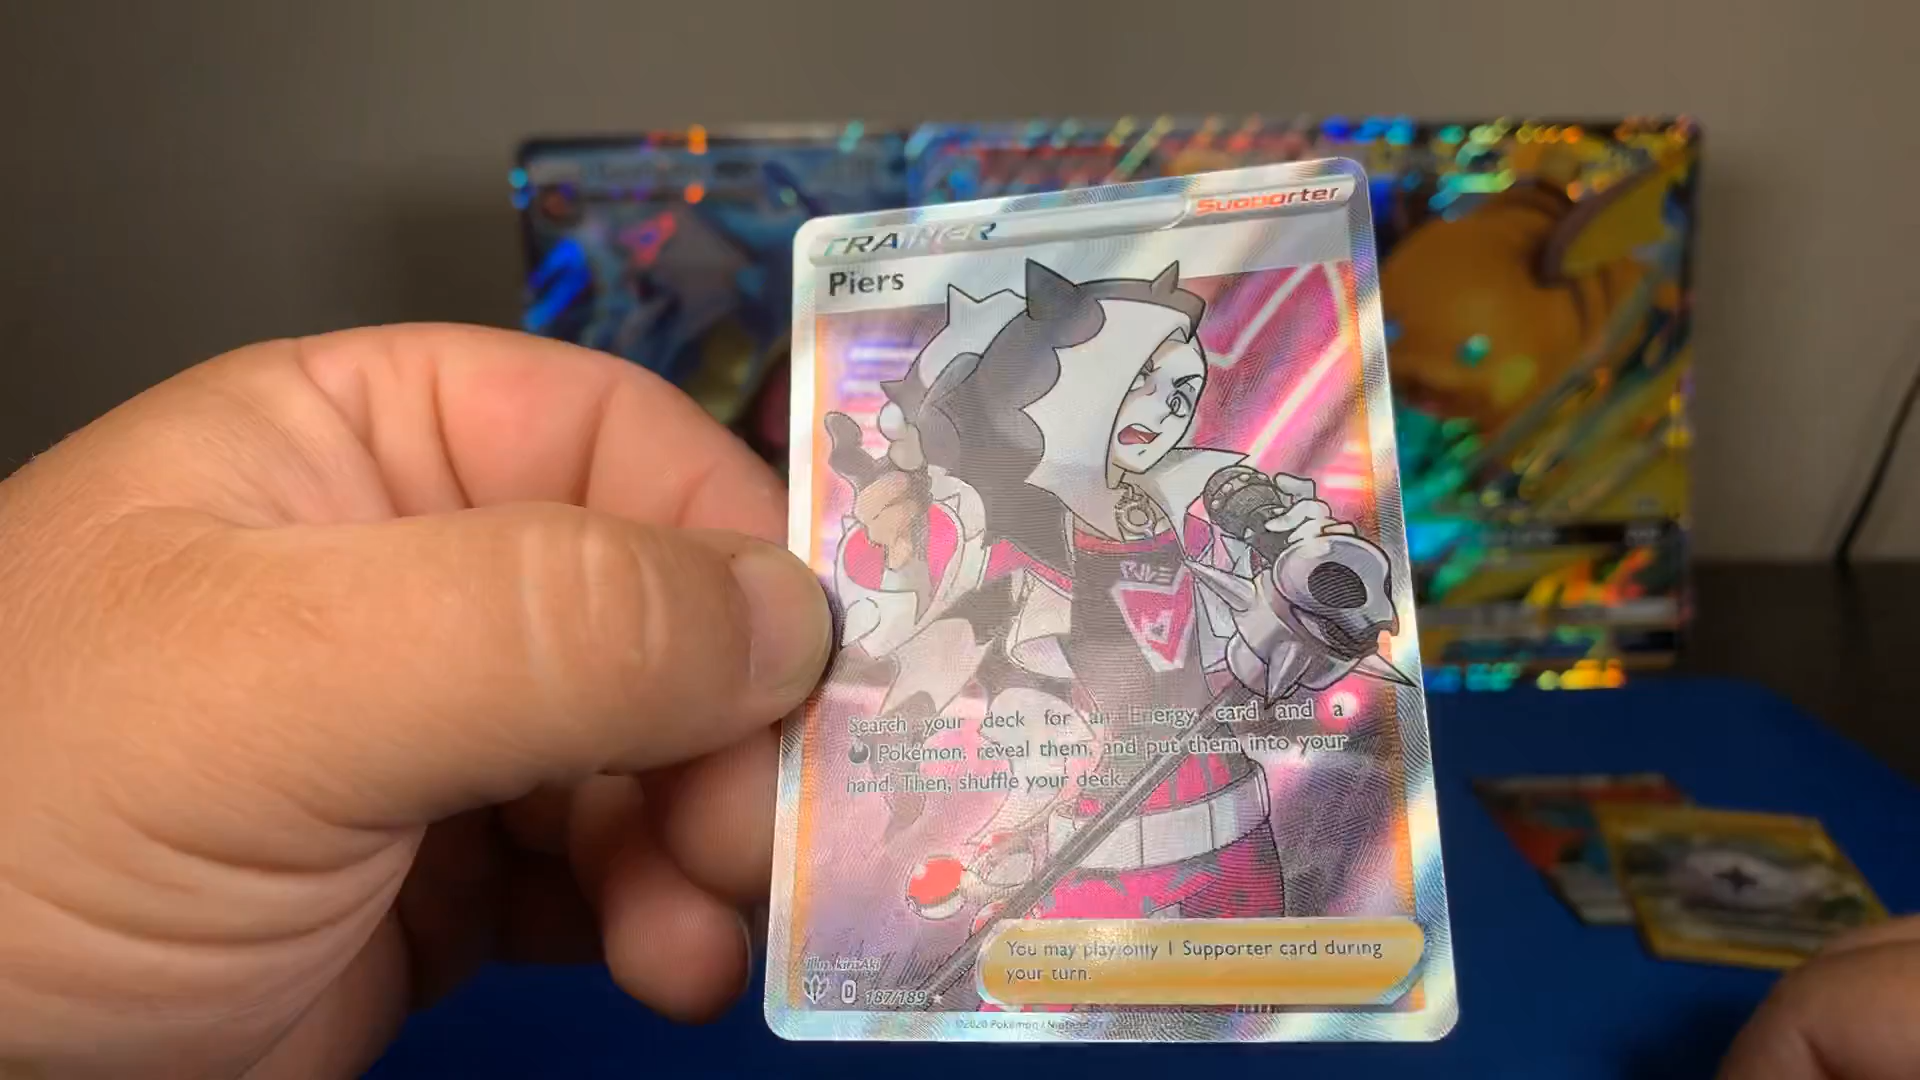 TRAINER
Supporter
Piers
Search your deck for an Energy card and a
Pokémon, reveal them, and put them into your
hand. Then, shuffle your deck.
You may play only 1 Supporter card during
your turn.
illus. kirisAki
D 187/189
©2020 Pokémon / Nintendo